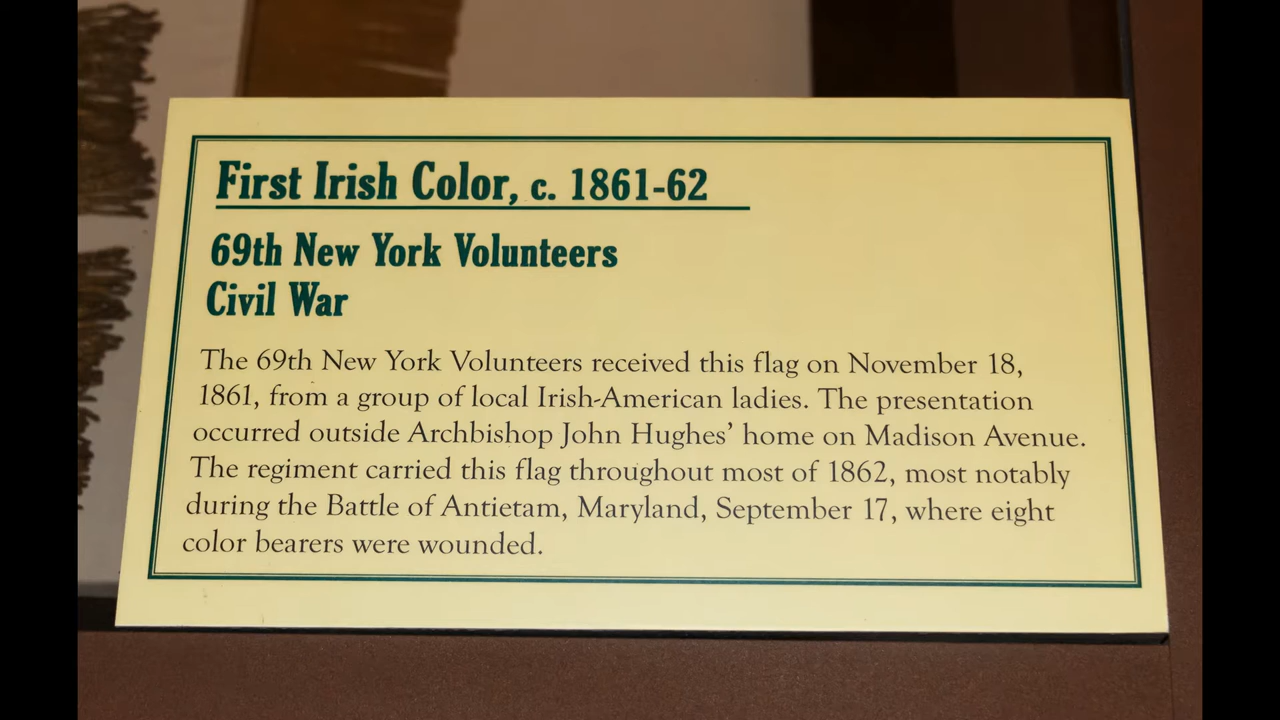 First Irish Color, c. 1861-62
69th New York Volunteers
Civil War
The 69th New York Volunteers received this flag on November 18,
1861, from a group of local Irish-American ladies. The presentation
occurred outside Archbishop John Hughes’ home on Madison Avenue.
The regiment carried this flag throughout most of 1862, most notably
during the Battle of Antietam, Maryland, September 17, where eight
color bearers were wounded.